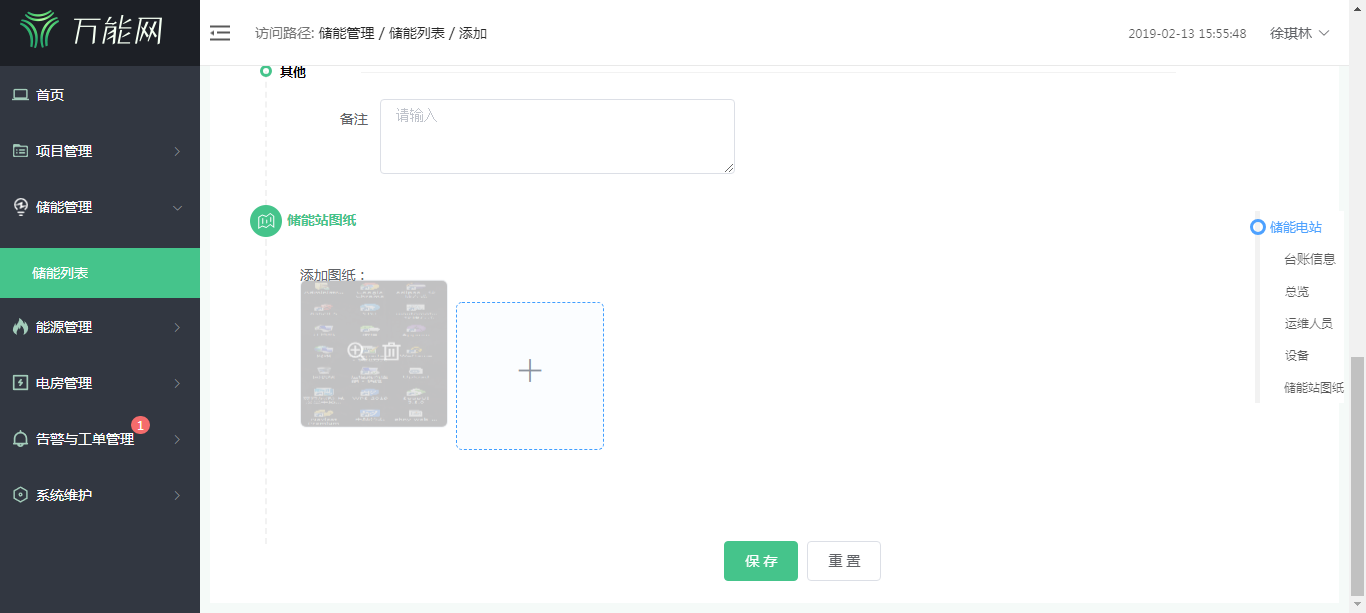 万能网
访问路径: 储能管理 / 储能列表 / 添加
2019-02-13 15:55:48
徐琪林
首页
项目管理
储能管理
储能列表
能源管理
电房管理
告警与工单管理
1
系统维护
其他
备注
请输入
储能站图纸
添加图纸：
储能电站
台账信息
总览
运维人员
设备
储能站图纸
保存
重置